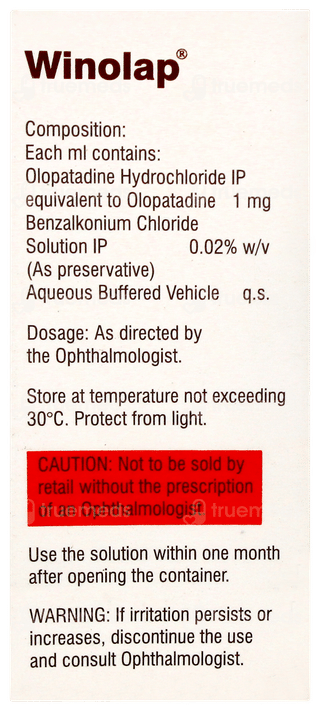 Winolap®
Composition:
Each ml contains:
Olopatadine Hydrochloride IP
equivalent to Olopatadine 1 mg
Benzalkonium Chloride
Solution IP 0.02% w/v
(As preservative)
Aqueous Buffered Vehicle q.s.
Dosage: As directed by
the Ophthalmologist.
Store at temperature not exceeding
30°C. Protect from light.
CAUTION: Not to be sold by
retail without the prescription
of an Ophthalmologist.
truemeds
Use the solution within one month
after opening the container.
WARNING: If irritation persists or
increases, discontinue the use
and consult Ophthalmologist.